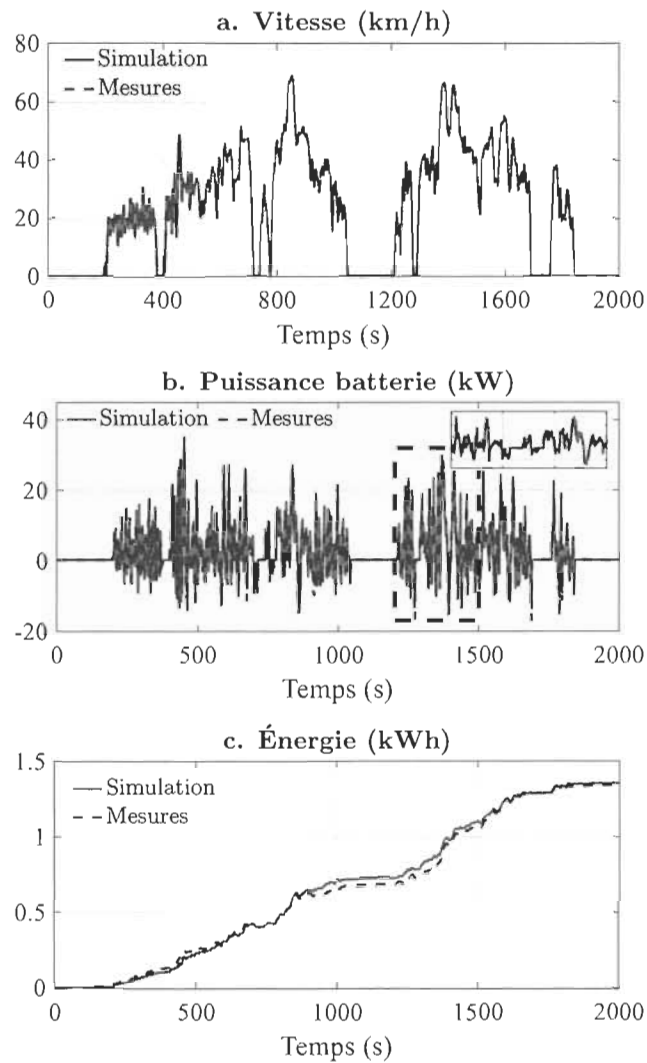 a. Vitesse (km/h)
80
Simulation
Mesures
60
40
20
0
0 400 800 1200 1600 2000
Temps (s)
b. Puissance batterie (kW)
40
Simulation Mesures
20
0
-20
0 500 1000 1500 2000
Temps (s)
c. Énergie (kWh)
1.5
Simulation
Mesures
1
0.5
0
0 500 1000 1500 2000
Temps (s)